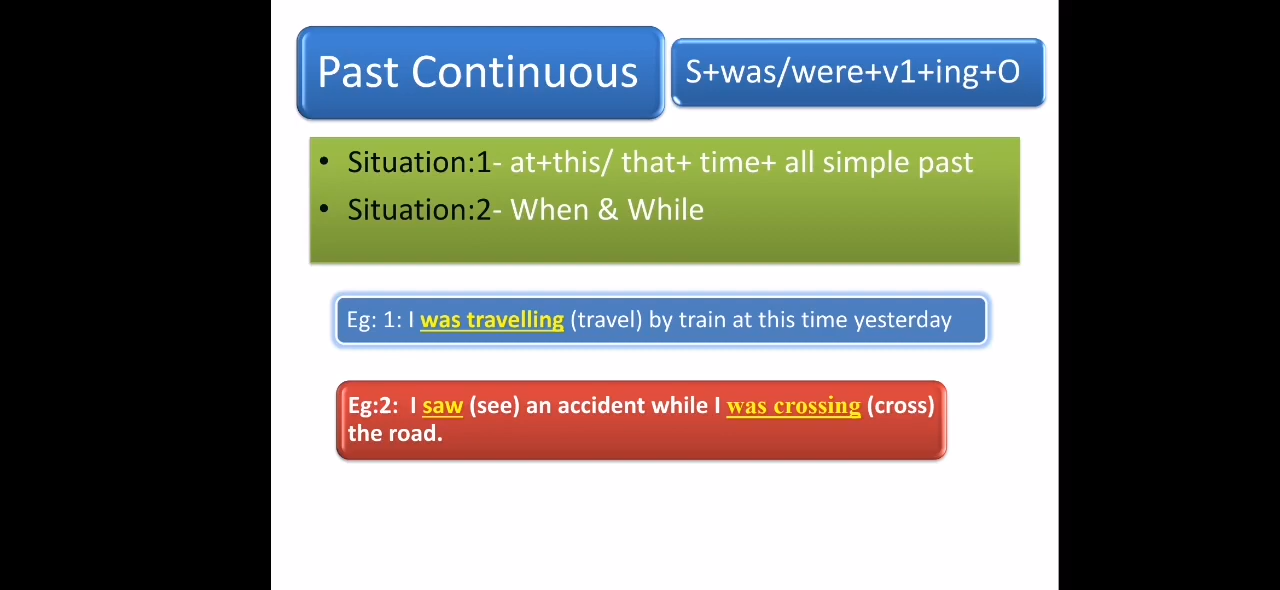 Past Continuous
S+was/were+v1+ing+O
• Situation:1- at+this/ that+ time+ all simple past
• Situation:2- When & While
Eg: 1: I was travelling (travel) by train at this time yesterday
Eg:2: I saw (see) an accident while I was crossing (cross)
the road.